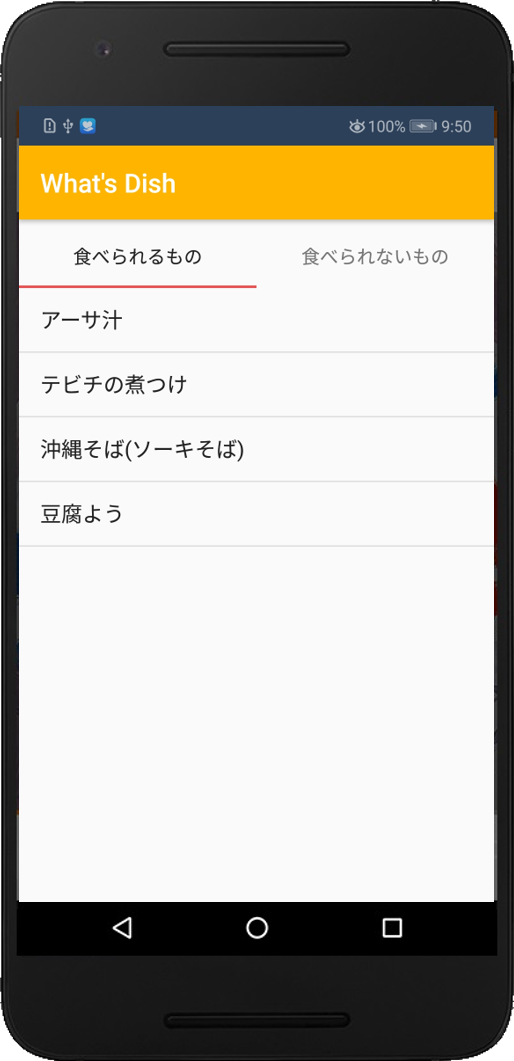 100% 9:50
What's Dish
食べられるもの 食べられないもの
アーサ汁
テビチの煮つけ
沖縄そば(ソーキそば)
豆腐よう